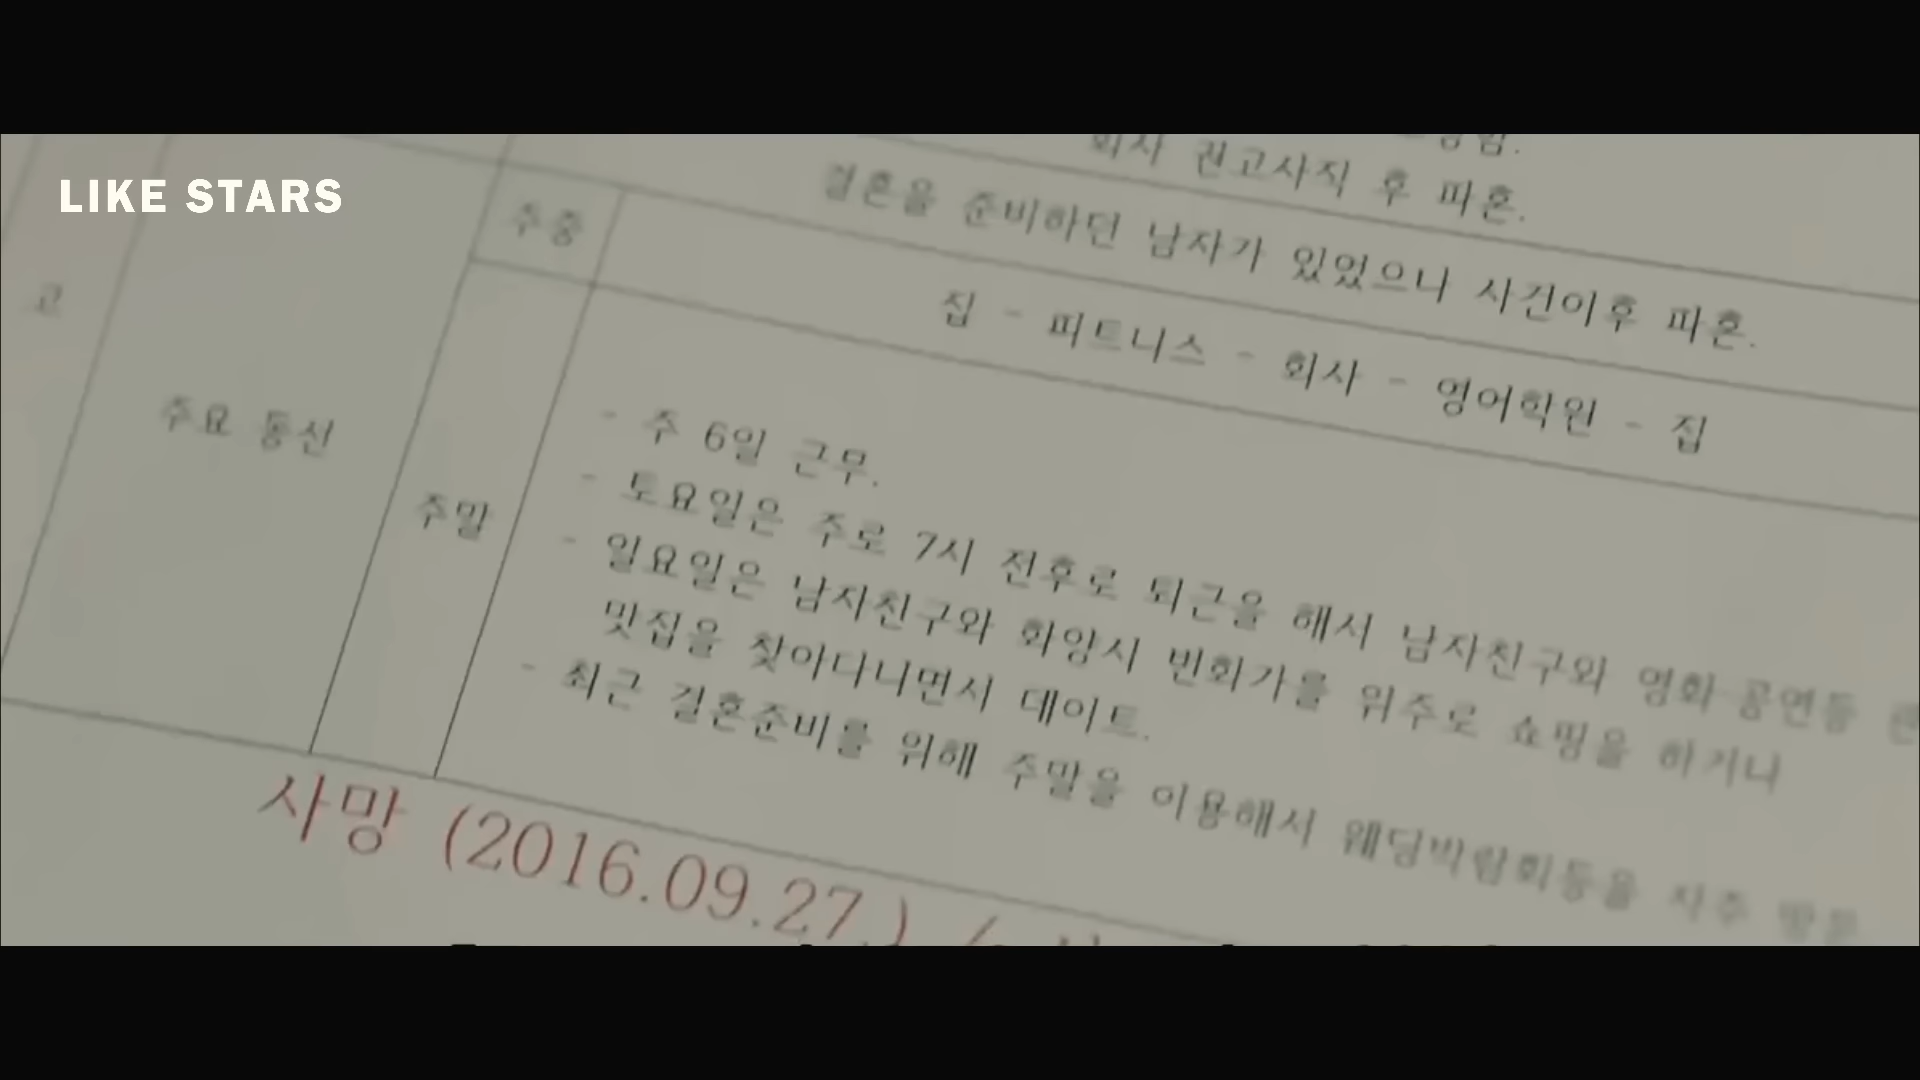 LIKE STARS
회사 권고사직 후 파혼.
결혼을 준비하던 남자가 있었으나 사건이후 파혼.
고
주요 동선
주중
집 - 피트니스 - 회사 - 영어학원 - 집
주말
- 주 6일 근무.
- 토요일은 주로 7시 전후로 퇴근을 해서 남자친구와 영화 공연등
- 일요일은 남자친구와 화양시 번화가를 위주로 쇼핑을 하거나
맛집을 찾아다니면서 데이트.
- 최근 결혼준비를 위해 주말을 이용해서 웨딩박람회등을 자주 방문
사망 (2016.09.27.) /